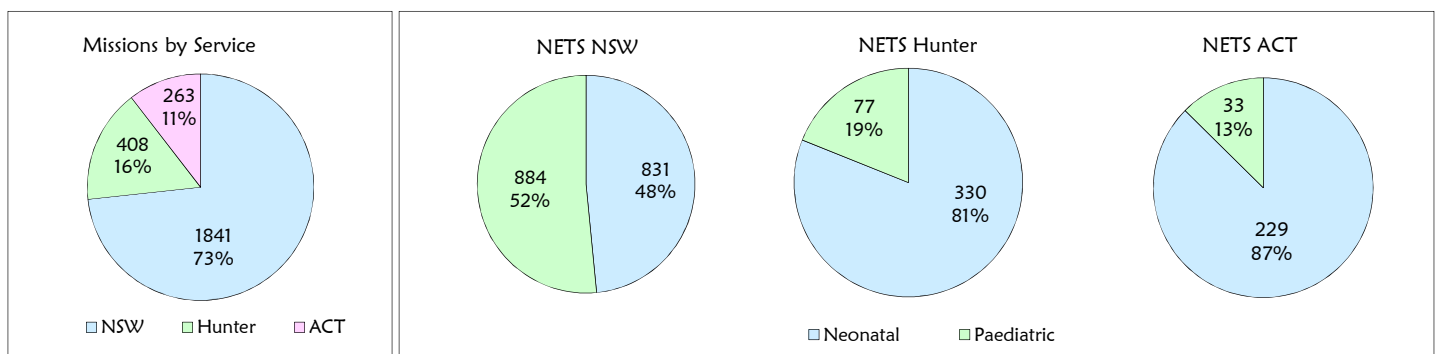 Missions by Service
263
11%
408
16%
1841
73%
NSW
Hunter
ACT
NETS NSW
884
52%
831
48%
NETS Hunter
77
19%
330
81%
NETS ACT
33
13%
229
87%
Neonatal
Paediatric